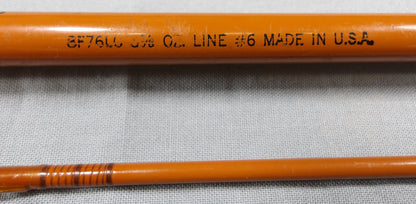 OZ. LINE #6 MADE IN U.S.A.